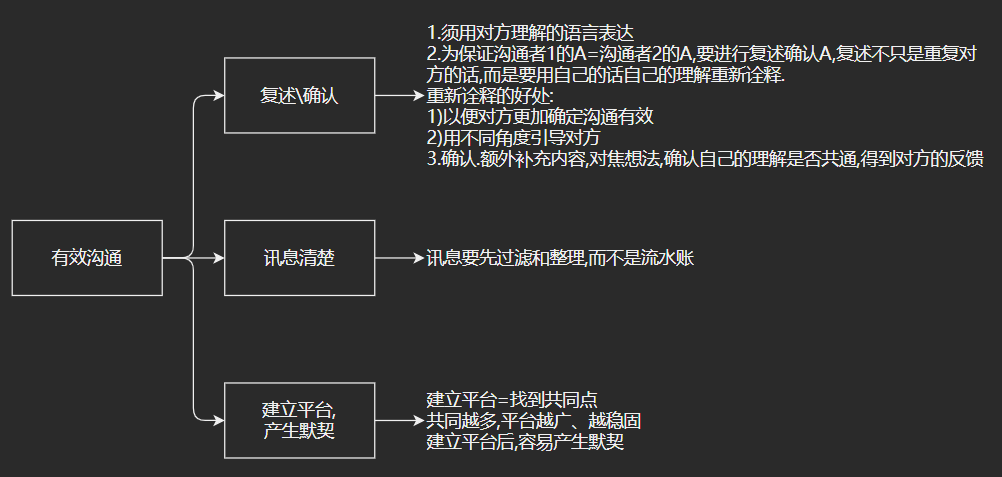 有效沟通
复述\确认
1.须用对方理解的语言表达
2.为保证沟通者1的A=沟通者2的A,要进行复述确认A,复述不只是重复对
方的话,而是要用自己的话自己的理解重新诠释.
重新诠释的好处:
1)以便对方更加确定沟通有效
2)用不同角度引导对方
3.确认.额外补充内容,对焦想法,确认自己的理解是否共通,得到对方的反馈
讯息清楚
讯息要先过滤和整理,而不是流水账
建立平台,
产生默契
建立平台=找到共同点
共同越多,平台越广、越稳固
建立平台后,容易产生默契